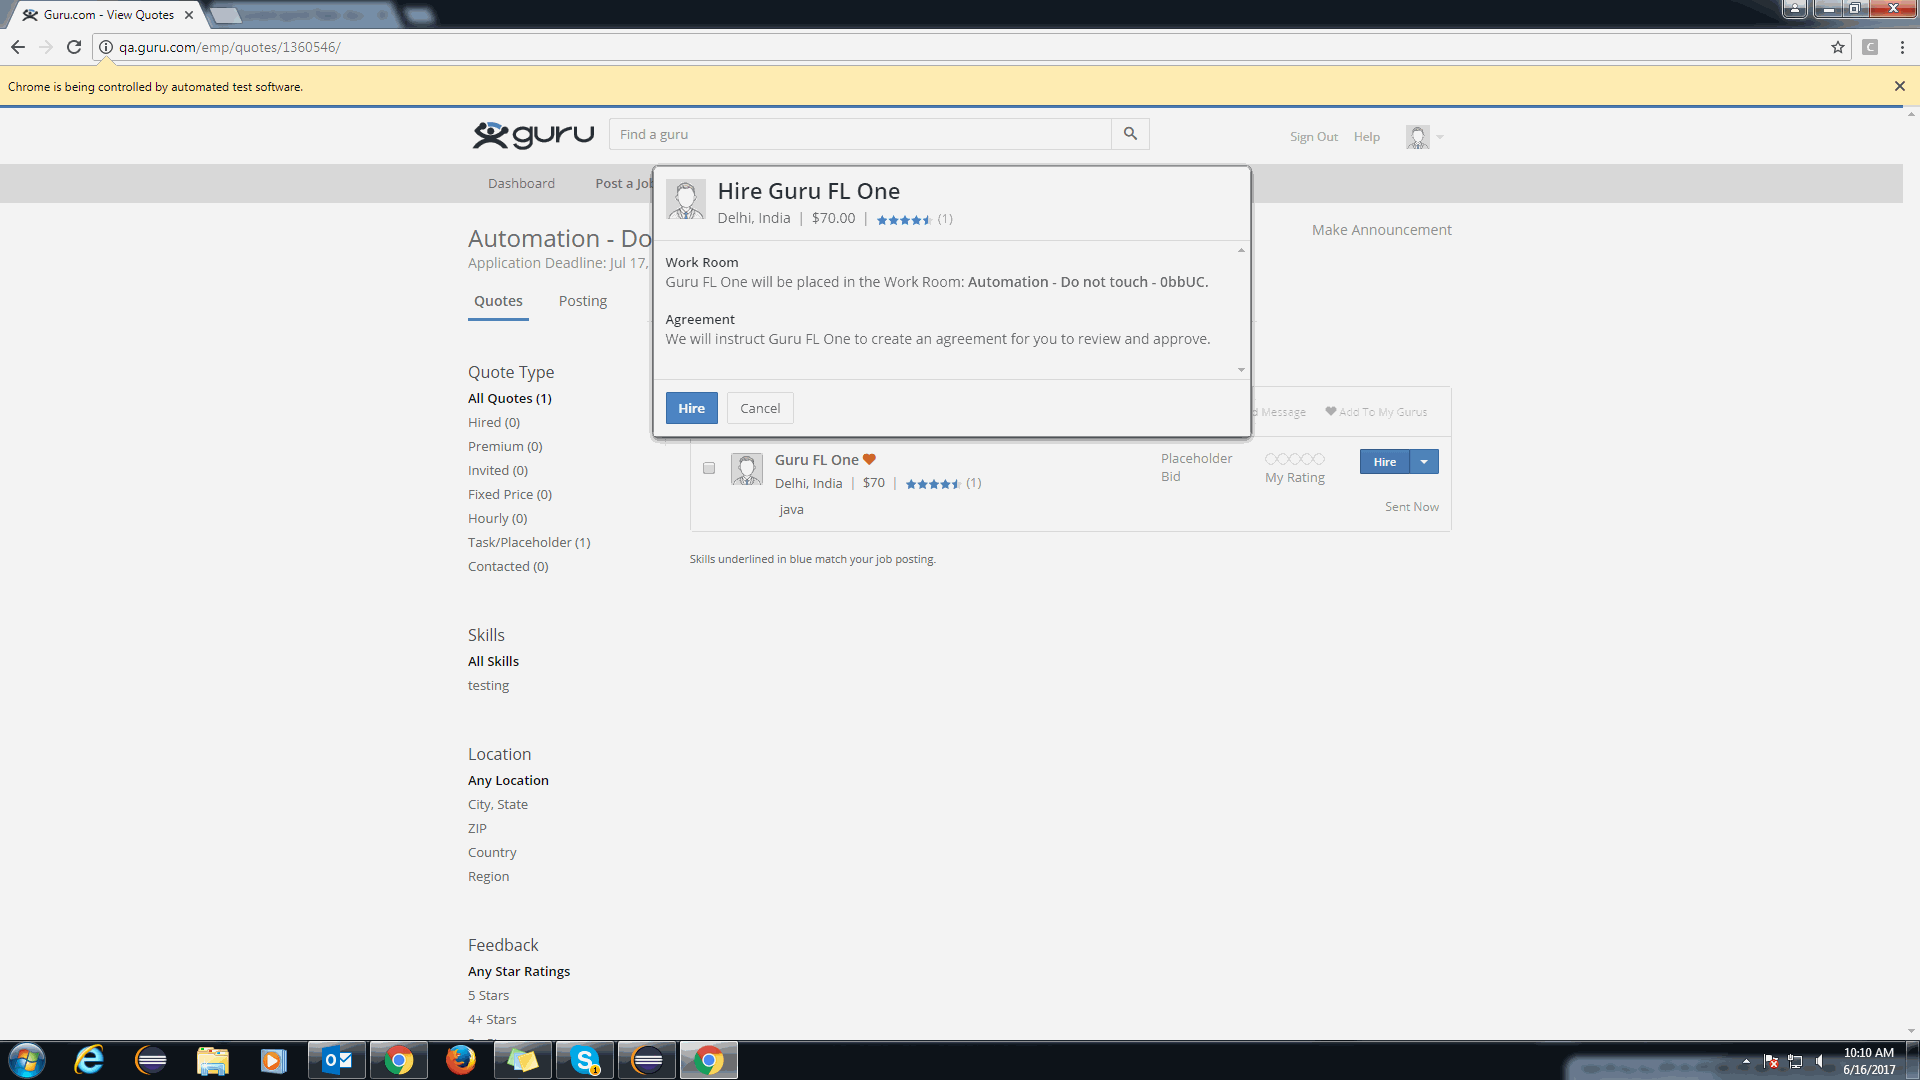 Guru.com - View Quotes
qa.guru.com/emp/quotes/1360546/
C
Chrome is being controlled by automated test software.
guru
Find a guru
Sign Out Help
Dashboard
Post a Job
Hire Guru FL One
Delhi, India | $70.00 | (1)
Automation - Do
Application Deadline: Jul 17,
Make Announcement
Work Room
Guru FL One will be placed in the Work Room: Automation - Do not touch - 0bbUC.
Quotes
Posting
Agreement
We will instruct Guru FL One to create an agreement for you to review and approve.
Hire
Cancel
Message
Add To My Gurus
Quote Type
All Quotes (1)
Hired (0)
Premium (0)
Invited (0)
Fixed Price (0)
Hourly (0)
Task/Placeholder (1)
Contacted (0)
Guru FL One
Delhi, India | $70 | (1)
java
Placeholder
Bid
My Rating
Hire
Sent Now
Skills underlined in blue match your job posting.
Skills
All Skills
testing
Location
Any Location
City, State
ZIP
Country
Region
Feedback
Any Star Ratings
5 Stars
4+ Stars
1
10:10 AM
6/16/2017